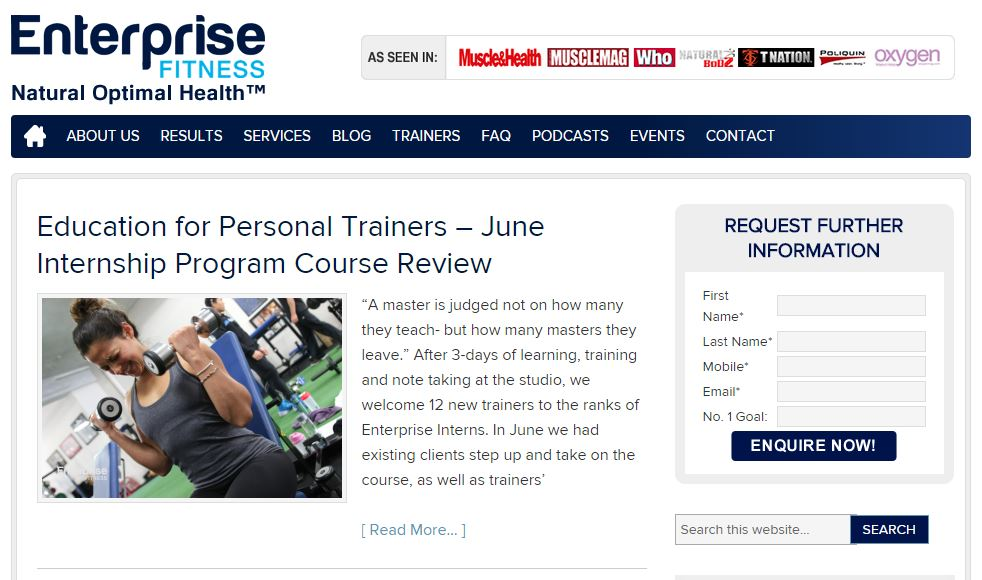 Enterprise
FITNESS
Natural Optimal Health™
AS SEEN IN: Muscle&Health MUSCLEMAG Who NATURAL BODZ T NATION. POLIQUIN oxygen
ABOUT US RESULTS SERVICES BLOG TRAINERS FAQ PODCASTS EVENTS CONTACT
Education for Personal Trainers – June
Internship Program Course Review
“A master is judged not on how many
they teach- but how many masters they
leave.” After 3-days of learning, training
and note taking at the studio, we
welcome 12 new trainers to the ranks of
Enterprise Interns. In June we had
existing clients step up and take on the
course, as well as trainers’
[ Read More… ]
Enterprise
FITNESS
REQUEST FURTHER
INFORMATION
First
Name*
Last Name*
Mobile*
Email*
No. 1 Goal:
ENQUIRE NOW!
Search this website…
SEARCH